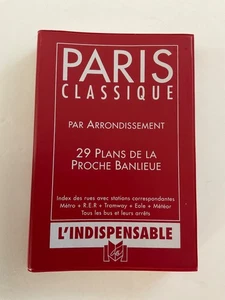 PARIS
CLASSIQUE
PAR ARRONDISSEMENT
29 PLANS DE LA
PROCHE BANLIEUE
Index des rues avec stations correspondantes
Métro + R.E.R + Tramway + Eole + Météor
Tous les bus et leurs arrêts
L'INDISPENSABLE